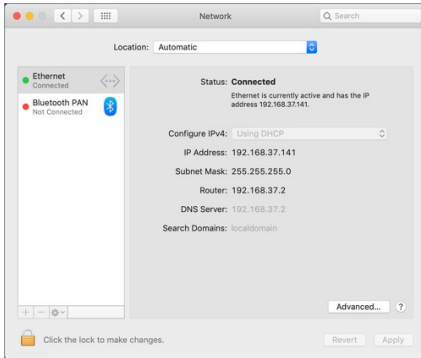 Network
Search
Location: Automatic
Ethernet
Connected
Bluetooth PAN
Not Connected
Status: Connected
Ethernet is currently active and has the IP
address 192.168.37.141.
Configure IPv4: Using DHCP
IP Address: 192.168.37.141
Subnet Mask: 255.255.255.0
Router: 192.168.37.2
DNS Server: 192.168.37.2
Search Domains: localdomain
Advanced... ?
Click the lock to make changes.
Revert Apply